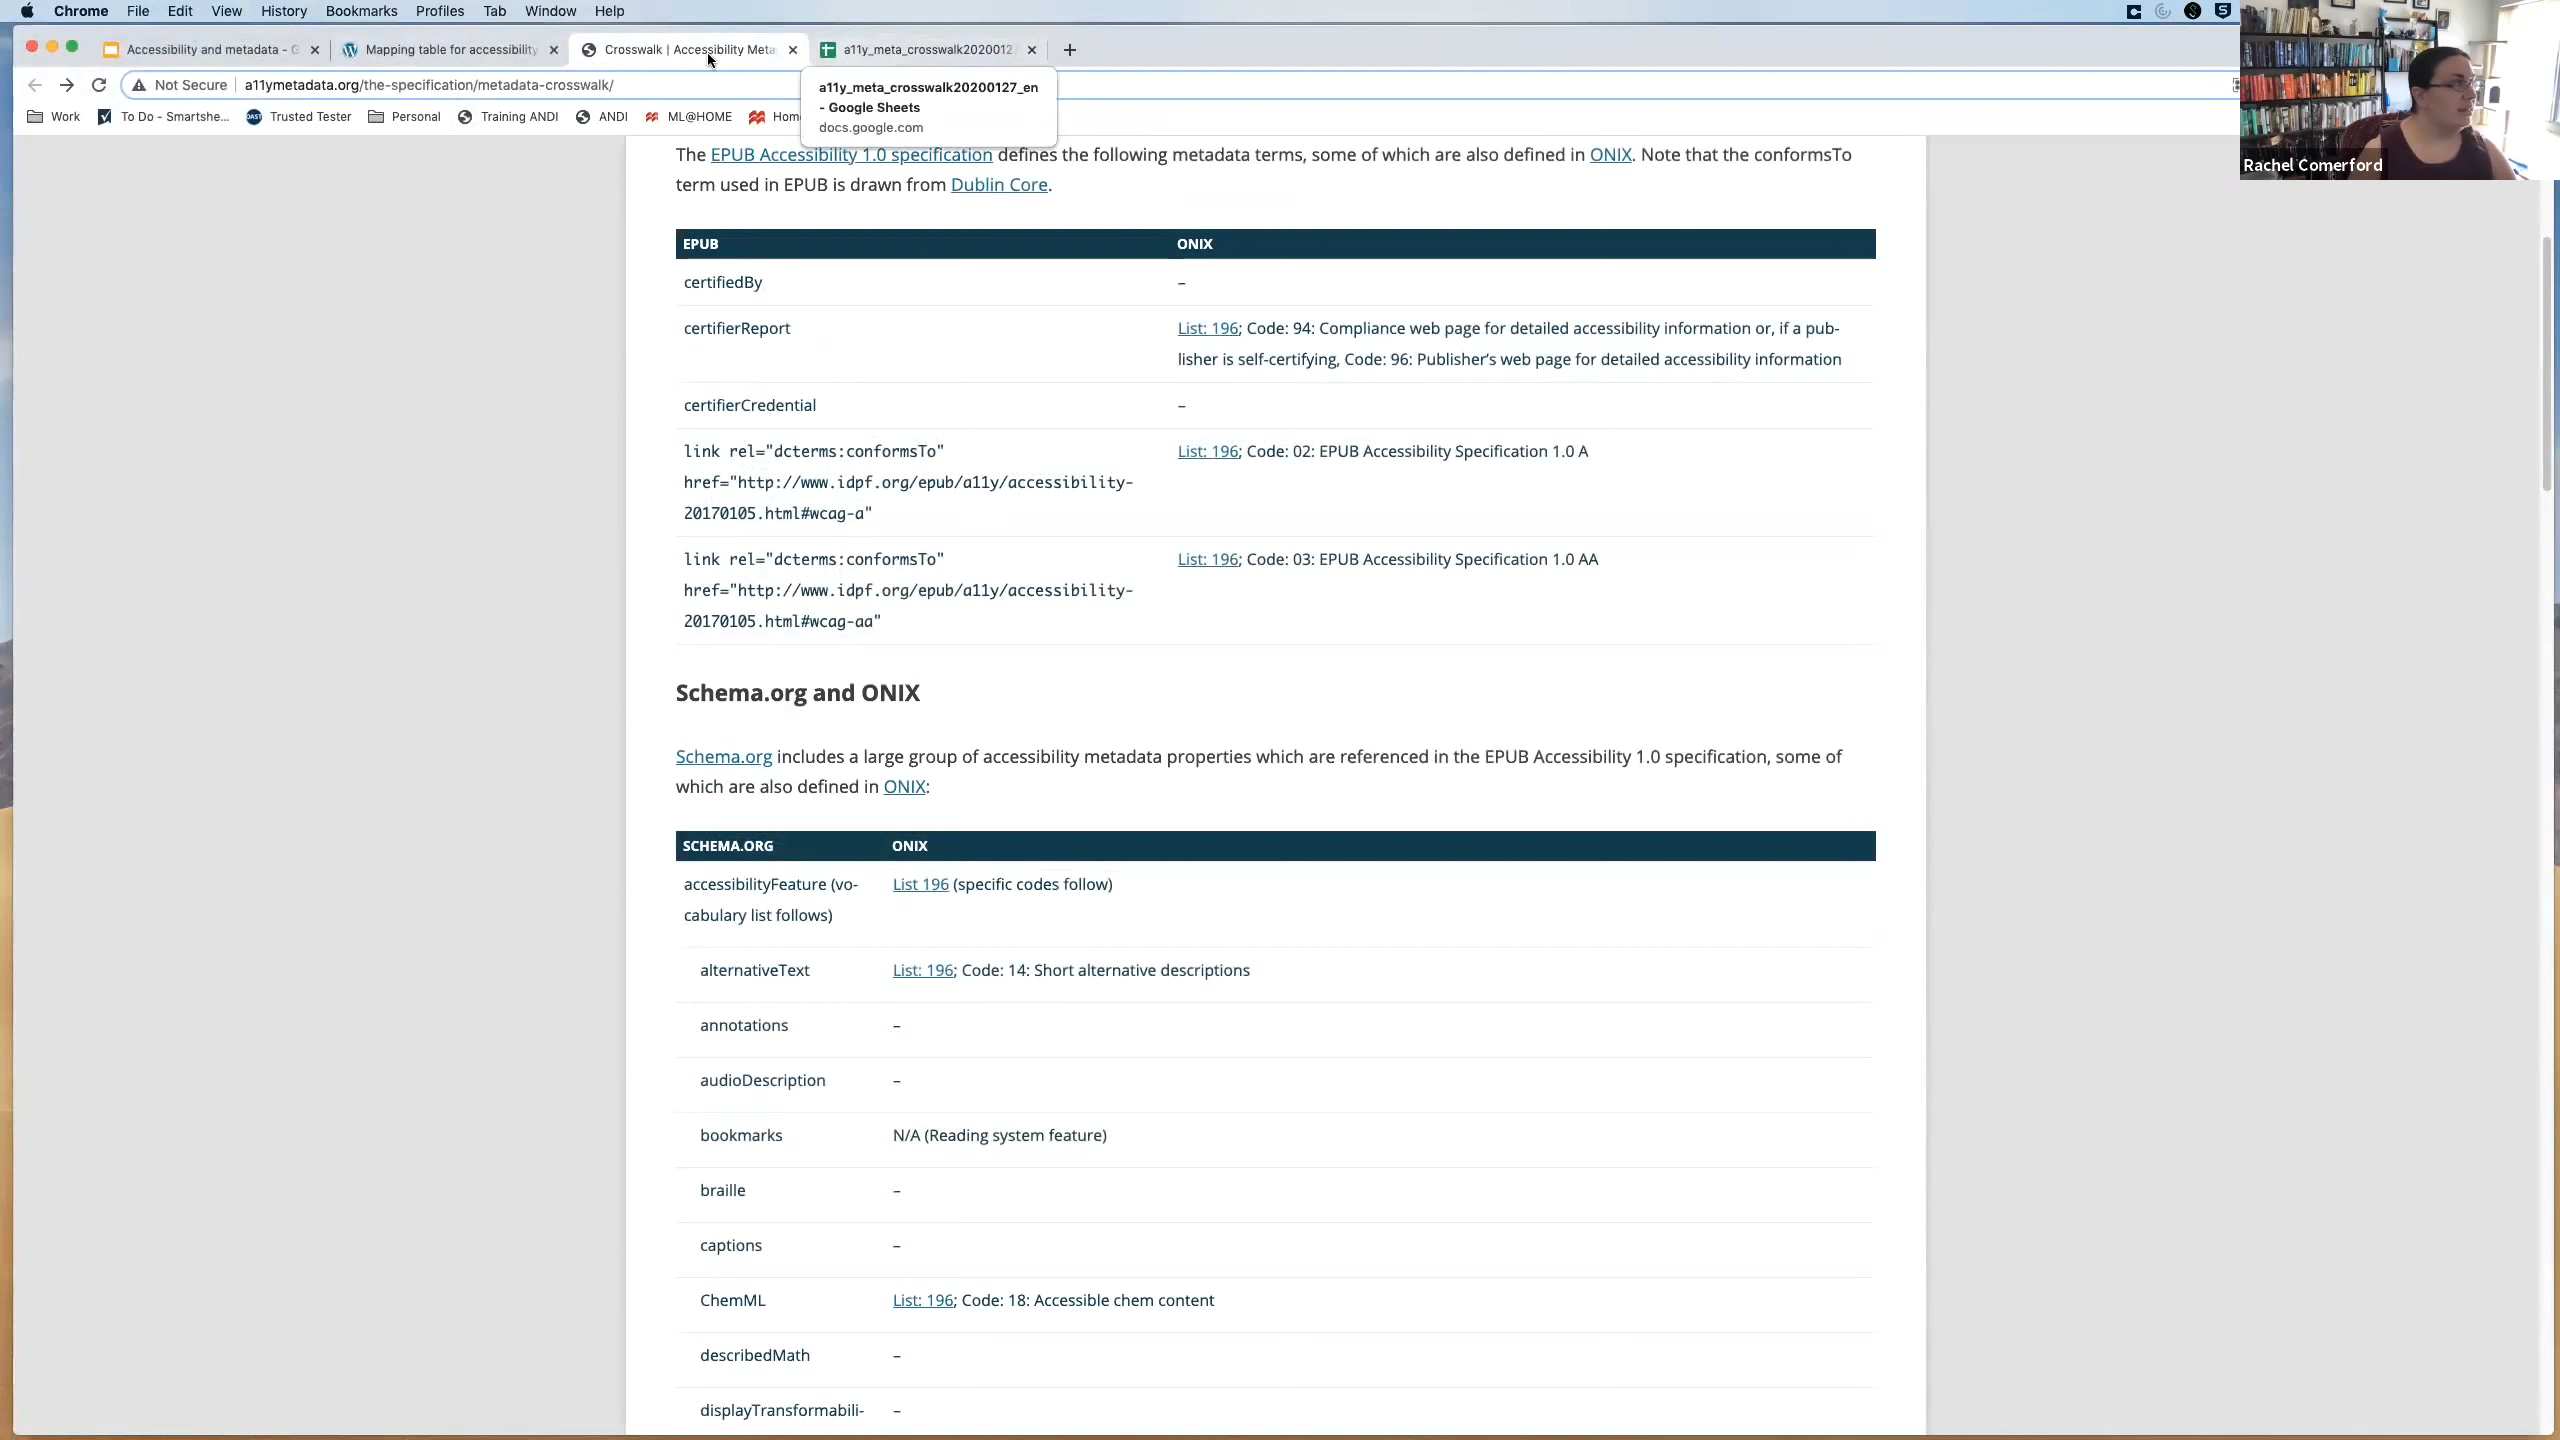 Chrome File Edit View History Bookmarks Profiles Tab Window Help
Accessibility and metadata - G
Mapping table for accessibility
Crosswalk | Accessibility Meta
a11y_meta_crosswalk2020012
Not Secure a11ymetadata.org/the-specification/metadata-crosswalk/
a11y_meta_crosswalk20200127_en
- Google Sheets
docs.google.com
Work To Do - Smartshe... Trusted Tester Personal Training ANDI ANDI ML@HOME
Rachel Comerford
The EPUB Accessibility 1.0 specification defines the following metadata terms, some of which are also defined in ONIX. Note that the conformsTo
term used in EPUB is drawn from Dublin Core.
EPUB ONIX
certifiedBy –
certifierReport List: 196; Code: 94: Compliance web page for detailed accessibility information or, if a pub-
lisher is self-certifying, Code: 96: Publisher’s web page for detailed accessibility information
certifierCredential –
link rel="dcterms:conformsTo" List: 196; Code: 02: EPUB Accessibility Specification 1.0 A
href="http://www.idpf.org/epub/a11y/accessibility-
20170105.html#wcag-a"
link rel="dcterms:conformsTo" List: 196; Code: 03: EPUB Accessibility Specification 1.0 AA
href="http://www.idpf.org/epub/a11y/accessibility-
20170105.html#wcag-aa"
Schema.org and ONIX
Schema.org includes a large group of accessibility metadata properties which are referenced in the EPUB Accessibility 1.0 specification, some of
which are also defined in ONIX:
SCHEMA.ORG ONIX
accessibilityFeature (vo- List 196 (specific codes follow)
cabulary list follows)
alternativeText List: 196; Code: 14: Short alternative descriptions
annotations –
audioDescription –
bookmarks N/A (Reading system feature)
braille –
captions –
ChemML List: 196; Code: 18: Accessible chem content
describedMath –
displayTransformabili- –